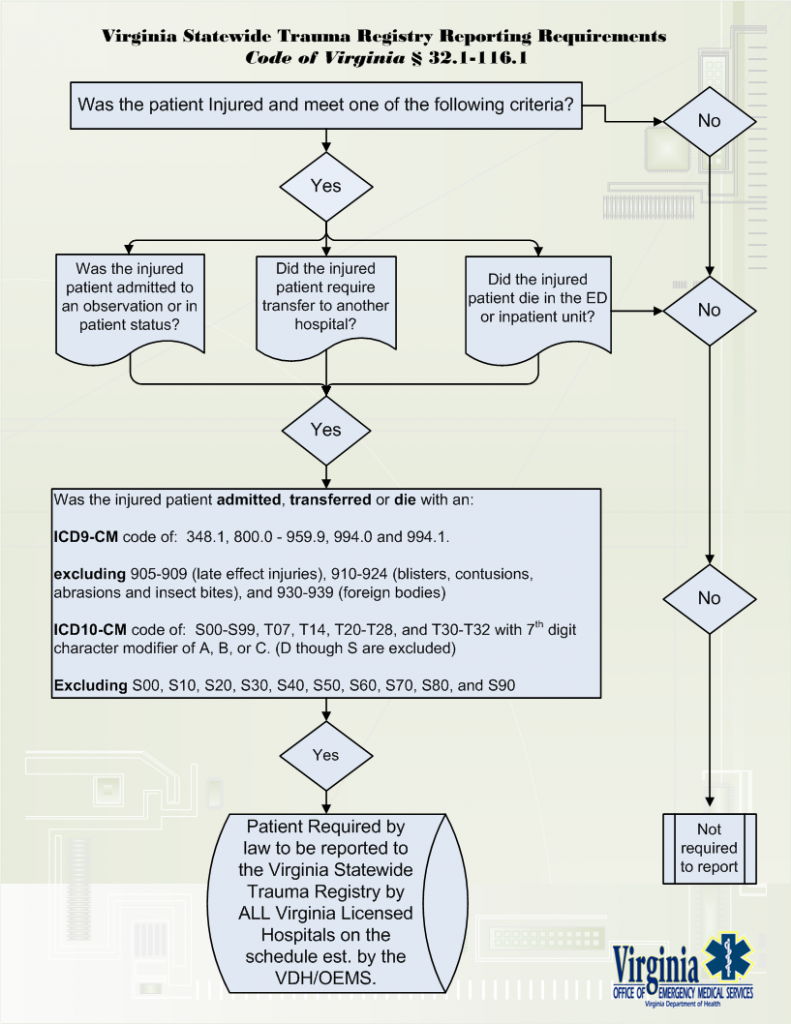 Virginia Statewide Trauma Registry Reporting Requirements
Code of Virginia § 32.1-116.1
Was the patient Injured and meet one of the following criteria?
No
Yes
Was the injured
patient admitted to
an observation or in
patient status?
Did the injured
patient require
transfer to another
hospital?
Did the injured
patient die in the ED
or inpatient unit?
No
Yes
Was the injured patient admitted, transferred or die with an:
ICD9-CM code of:  348.1, 800.0 - 959.9, 994.0 and 994.1.
excluding 905-909 (late effect injuries), 910-924 (blisters, contusions,
abrasions and insect bites), and 930-939 (foreign bodies)
ICD10-CM code of:  S00-S99, T07, T14, T20-T28, and T30-T32 with 7th digit
character modifier of A, B, or C. (D though S are excluded)
Excluding S00, S10, S20, S30, S40, S50, S60, S70, S80, and S90
No
Yes
Patient Required by
law to be reported to
the Virginia Statewide
Trauma Registry by
ALL Virginia Licensed
Hospitals on the
schedule est. by the
VDH/OEMS.
Not
required
to report
Virginia
OFFICE OF EMERGENCY MEDICAL SERVICES
Virginia Department of Health